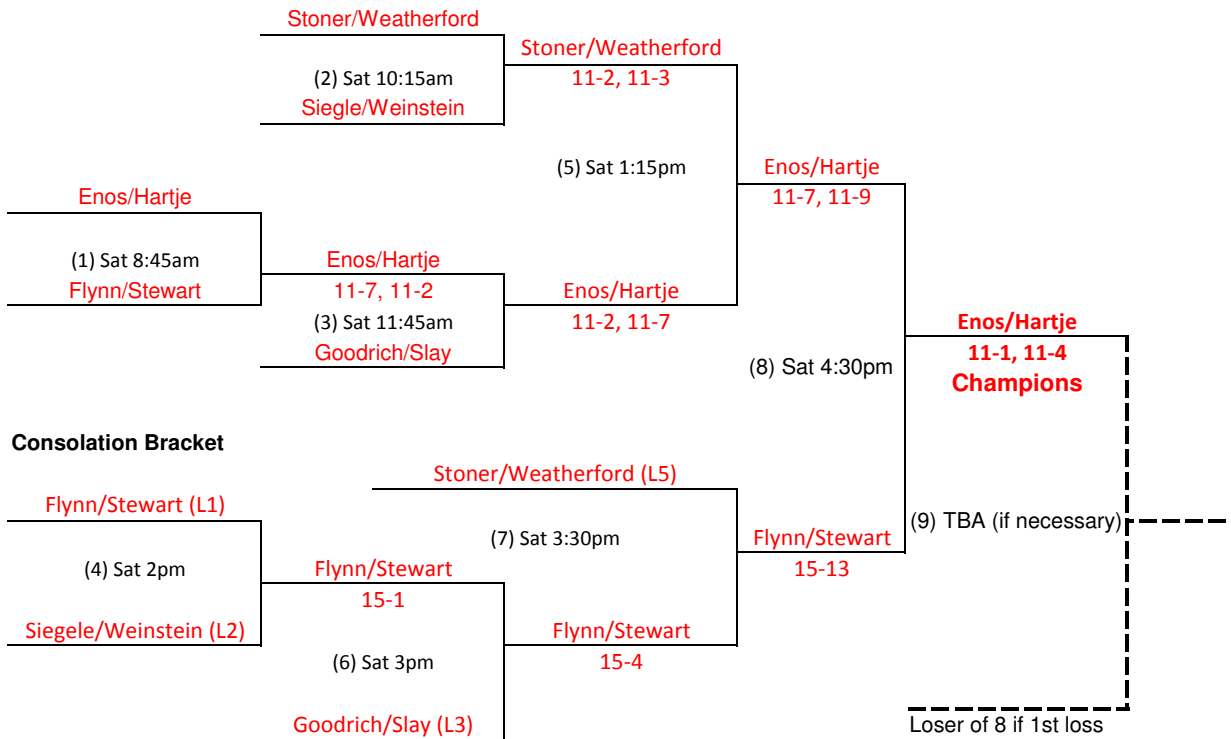 Stoner/Weatherford
Stoner/Weatherford
(2) Sat 10:15am
11-2, 11-3
Siegle/Weinstein
(5) Sat 1:15pm
Enos/Hartje
11-7, 11-9
Enos/Hartje
(1) Sat 8:45am
Enos/Hartje
Flynn/Stewart
11-7, 11-2
Enos/Hartje
(3) Sat 11:45am
11-2, 11-7
Goodrich/Slay
Enos/Hartje
11-1, 11-4
(8) Sat 4:30pm
Champions
Consolation Bracket
Stoner/Weatherford (L5)
Flynn/Stewart (L1)
(9) TBA (if necessary)
(7) Sat 3:30pm
Flynn/Stewart
(4) Sat 2pm
Flynn/Stewart
15-13
15-1
Siegele/Weinstein (L2)
Flynn/Stewart
(6) Sat 3pm
15-4
Goodrich/Slay (L3)
Loser of 8 if 1st loss